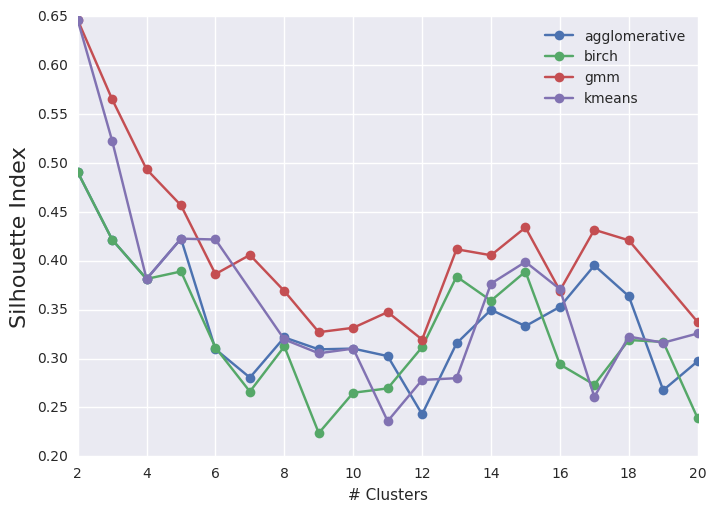 0.65
0.60
0.55
0.50
0.45
0.40
0.35
0.30
0.25
0.20
Silhouette Index
agglomerative
birch
gmm
kmeans
2 4 6 8 10 12 14 16 18 20
# Clusters